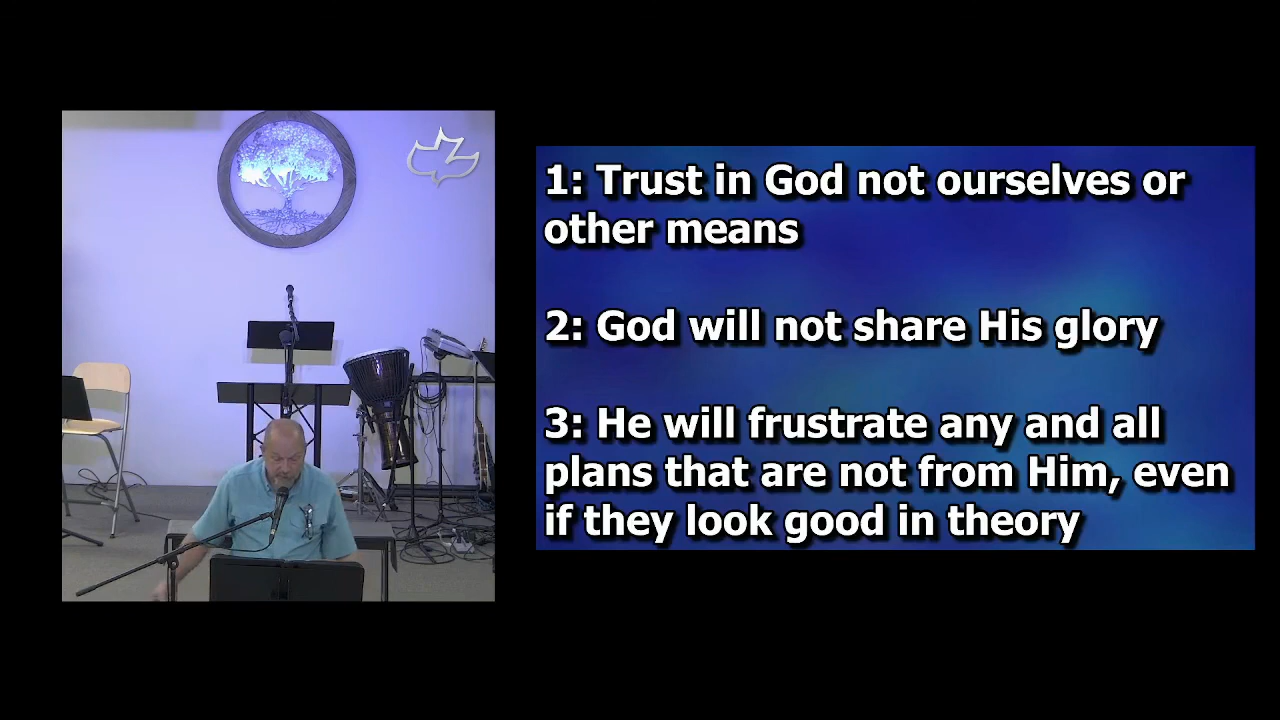 1: Trust in God not ourselves or
other means
2: God will not share His glory
3: He will frustrate any and all
plans that are not from Him, even
if they look good in theory